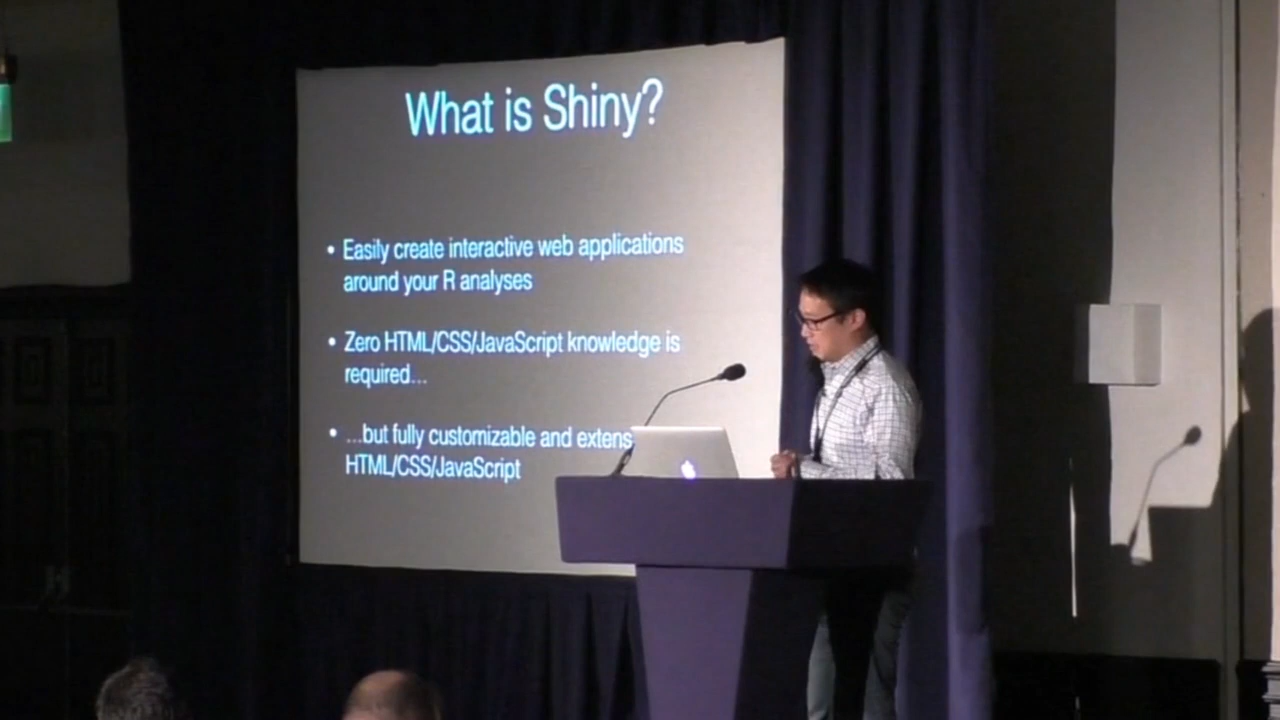 What is Shiny?
• Easily create interactive web applications
around your R analyses
• Zero HTML/CSS/JavaScript knowledge is
required...
• ...but fully customizable and extens
HTML/CSS/JavaScript